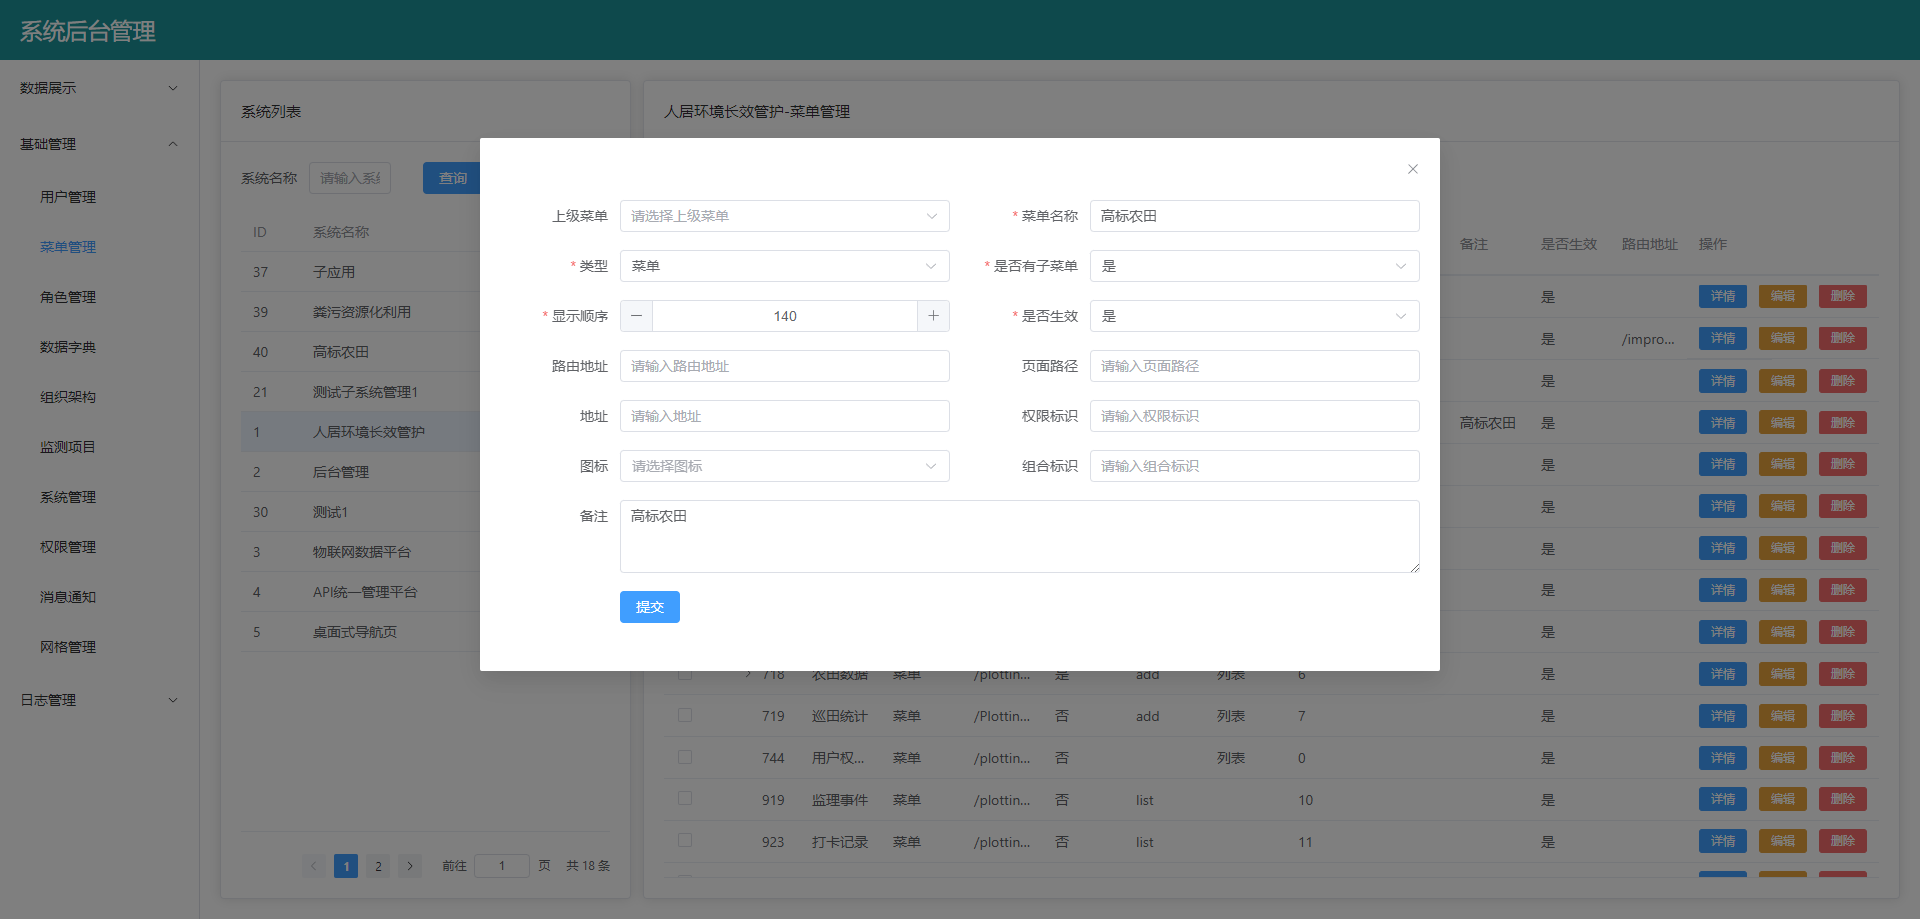 系统后台管理
数据展示
基础管理
用户管理
菜单管理
角色管理
数据字典
组织架构
监测项目
系统管理
权限管理
消息通知
网格管理
日志管理
系统列表
系统名称 请输入系 查询
ID 系统名称
37 子应用
39 粪污资源化利用
40 高标农田
21 测试子系统管理1
1 人居环境长效管护
2 后台管理
30 测试1
3 物联网数据平台
4 API统一管理平台
5 桌面式导航页
1 2 前往 1 页 共 18 条
人居环境长效管护-菜单管理
上级菜单 请选择上级菜单 * 菜单名称 高标农田
* 类型 菜单 * 是否有子菜单 是
* 显示顺序 140 * 是否生效 是
路由地址 请输入路由地址 页面路径 请输入页面路径
地址 请输入地址 权限标识 请输入权限标识
图标 请选择图标 组合标识 请输入组合标识
备注 高标农田
提交
备注 是否生效 路由地址 操作
是 详情 编辑 删除
是 /impro... 详情 编辑 删除
是 详情 编辑 删除
高标农田 是 详情 编辑 删除
是 详情 编辑 删除
是 详情 编辑 删除
是 详情 编辑 删除
是 详情 编辑 删除
是 详情 编辑 删除
718 农田数据 菜单 /plottin... 是 add 列表 6 是 详情 编辑 删除
719 巡田统计 菜单 /Plottin... 否 add 列表 7 是 详情 编辑 删除
744 用户权... 菜单 /plottin... 否 列表 0 是 详情 编辑 删除
919 监理事件 菜单 /plottin... 否 list 10 是 详情 编辑 删除
923 打卡记录 菜单 /plottin... 否 list 11 是 详情 编辑 删除